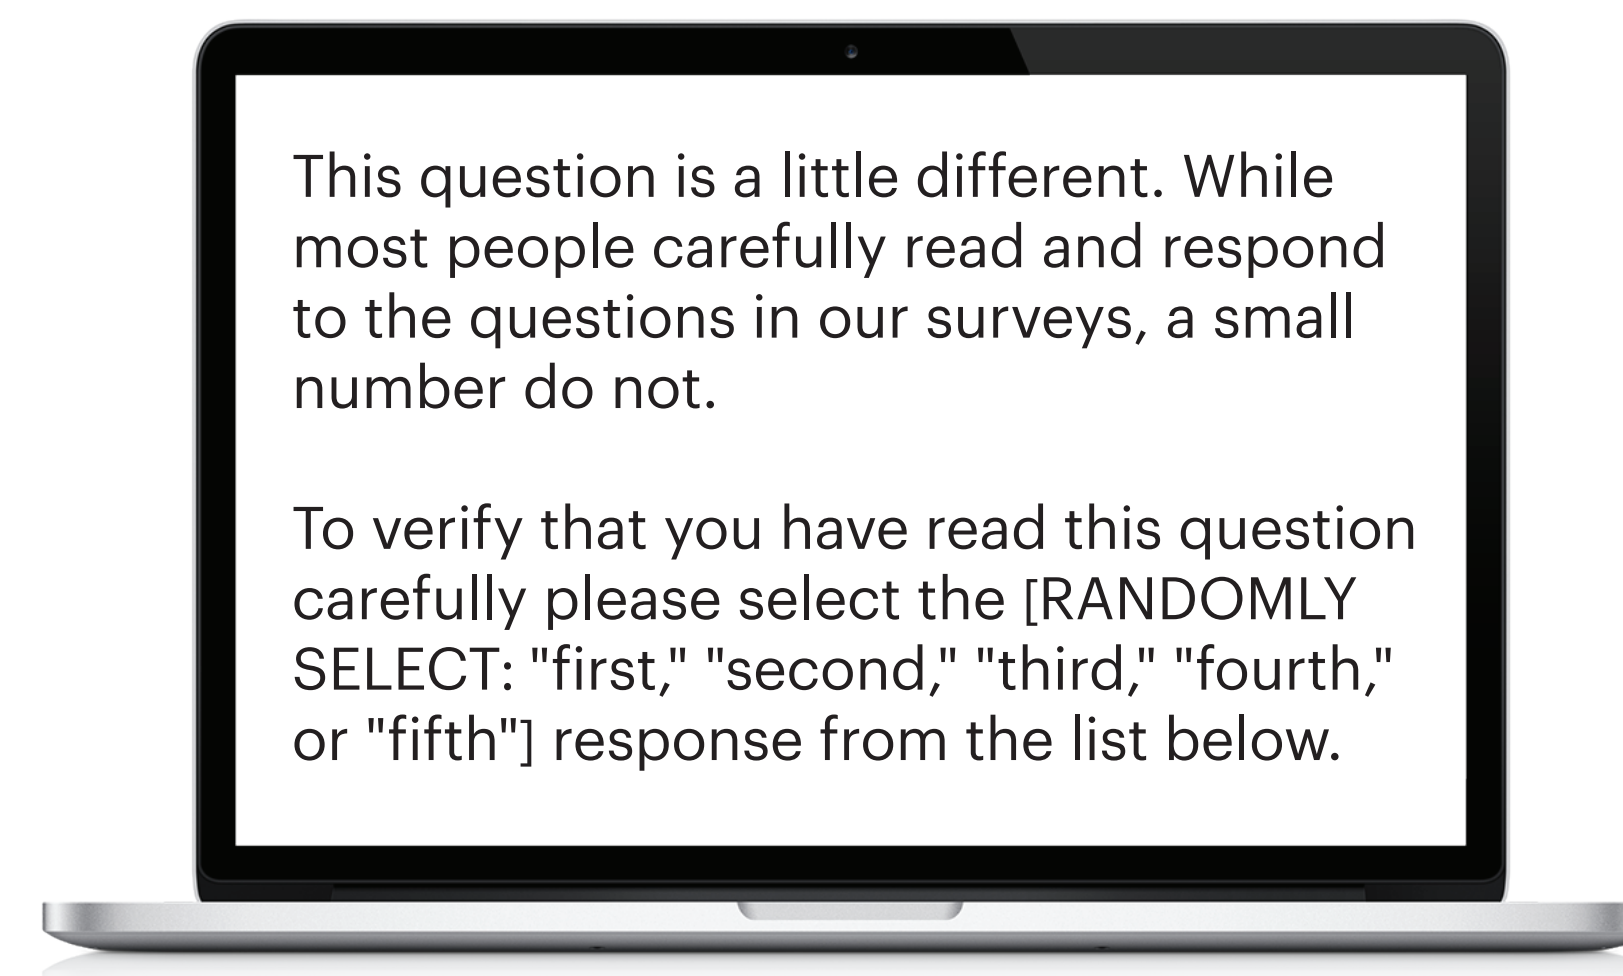 This question is a little different. While
most people carefully read and respond
to the questions in our surveys, a small
number do not.
To verify that you have read this question
carefully please select the [RANDOMLY
SELECT: "first," "second," "third," "fourth,"
or "fifth"] response from the list below.